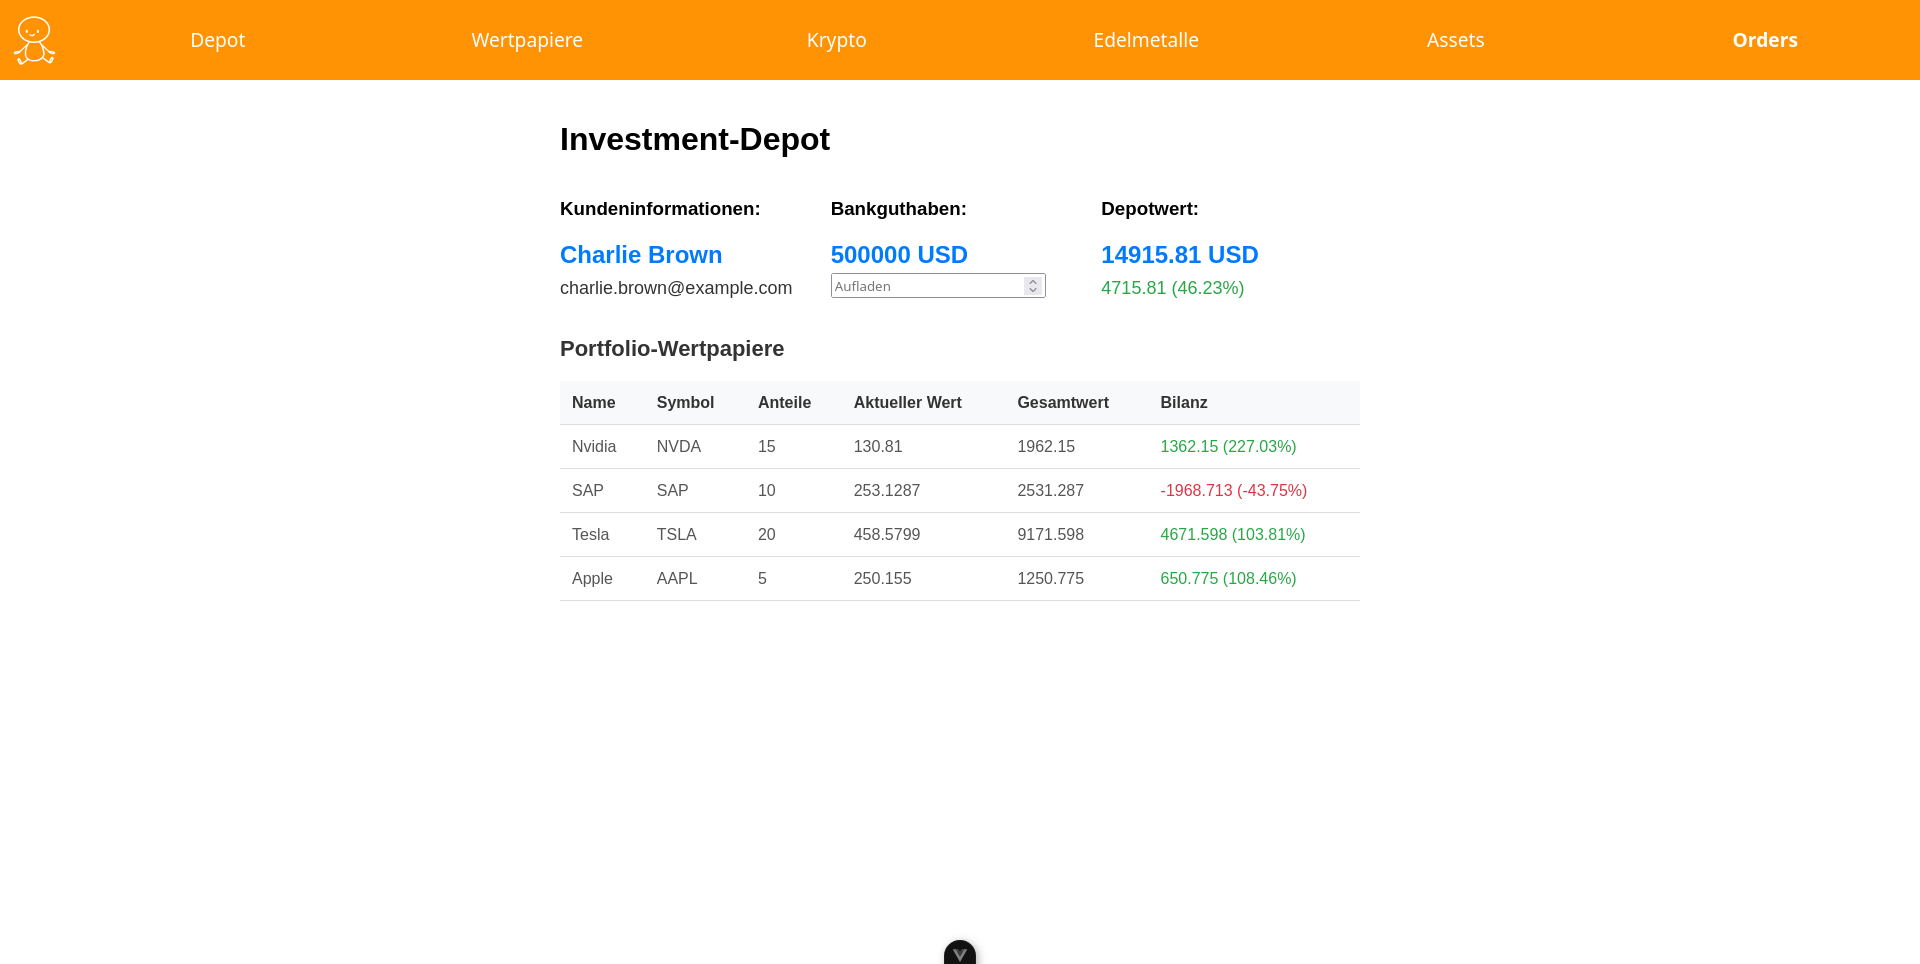 Depot Wertpapiere Krypto Edelmetalle Assets Orders
Investment-Depot
Kundeninformationen: Bankguthaben: Depotwert:
Charlie Brown 500000 USD 14915.81 USD
charlie.brown@example.com Aufladen 4715.81 (46.23%)
Portfolio-Wertpapiere
Name Symbol Anteile Aktueller Wert Gesamtwert Bilanz
Nvidia NVDA 15 130.81 1962.15 1362.15 (227.03%)
SAP SAP 10 253.1287 2531.287 -1968.713 (-43.75%)
Tesla TSLA 20 458.5799 9171.598 4671.598 (103.81%)
Apple AAPL 5 250.155 1250.775 650.775 (108.46%)